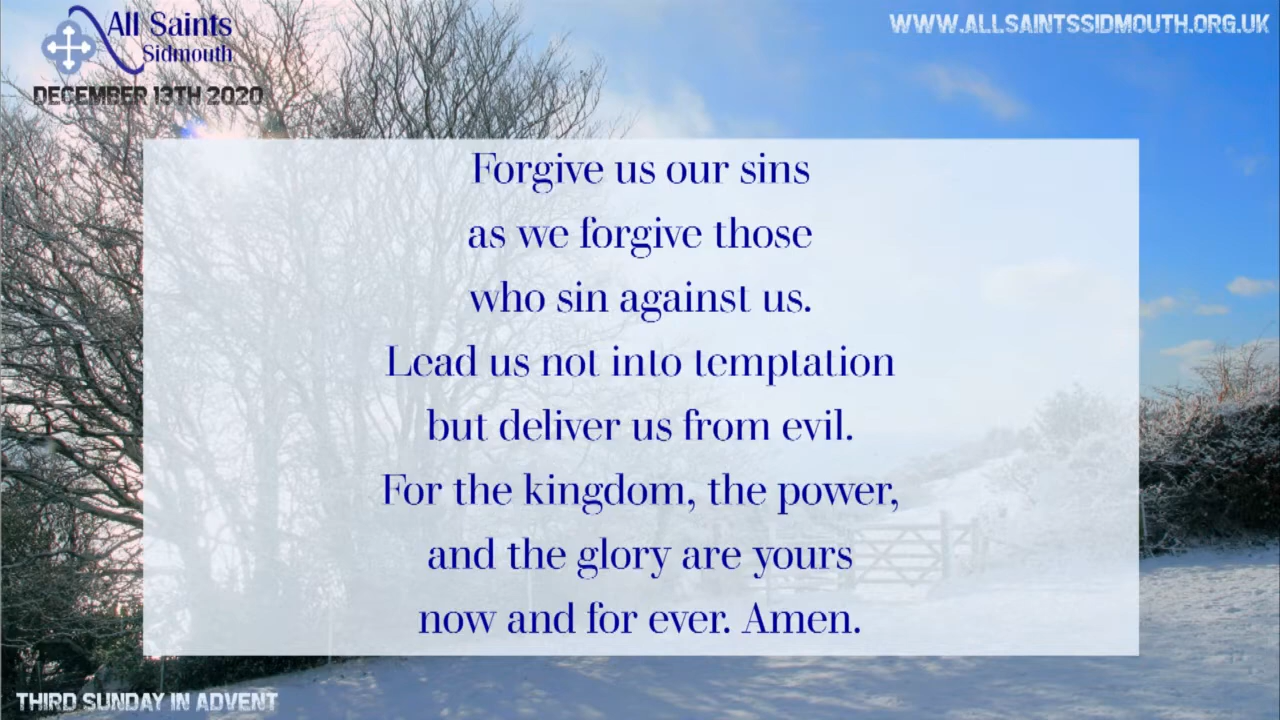 All Saints
Sidmouth
DECEMBER 13TH 2020
WWW.ALLSAINTSSIDMOUTH.ORG.UK
Forgive us our sins
as we forgive those
who sin against us.
Lead us not into temptation
but deliver us from evil.
For the kingdom, the power,
and the glory are yours
now and for ever. Amen.
THIRD SUNDAY IN ADVENT